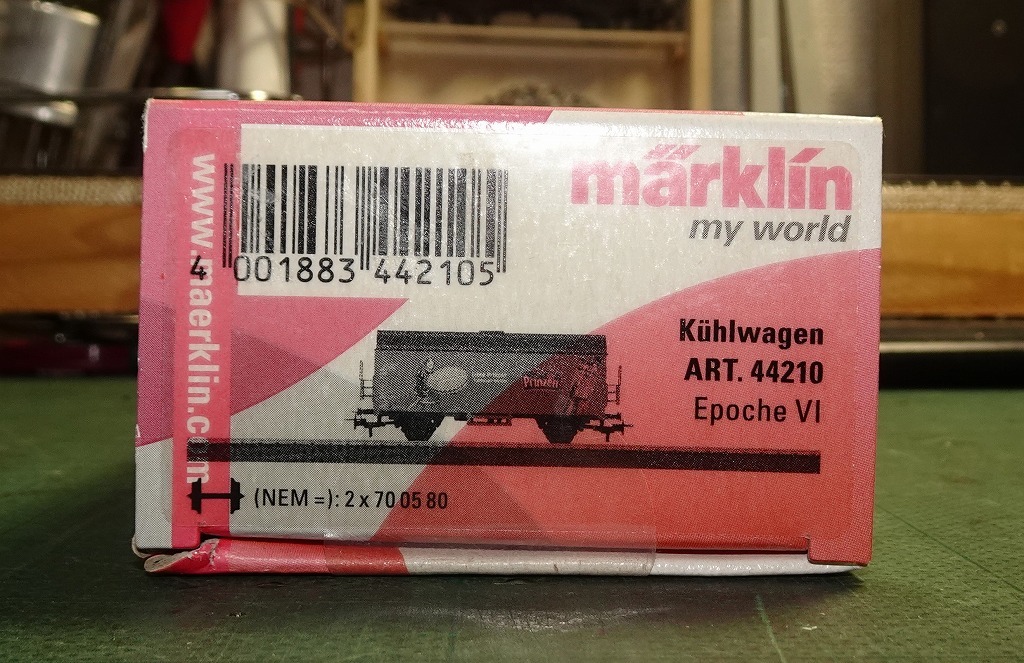 www.maerklin.com
4 001883 442105
märklín
my world
Kühlwagen
ART. 44210
Epoche VI
Prinzen
(NEM =): 2 x 70 05 80